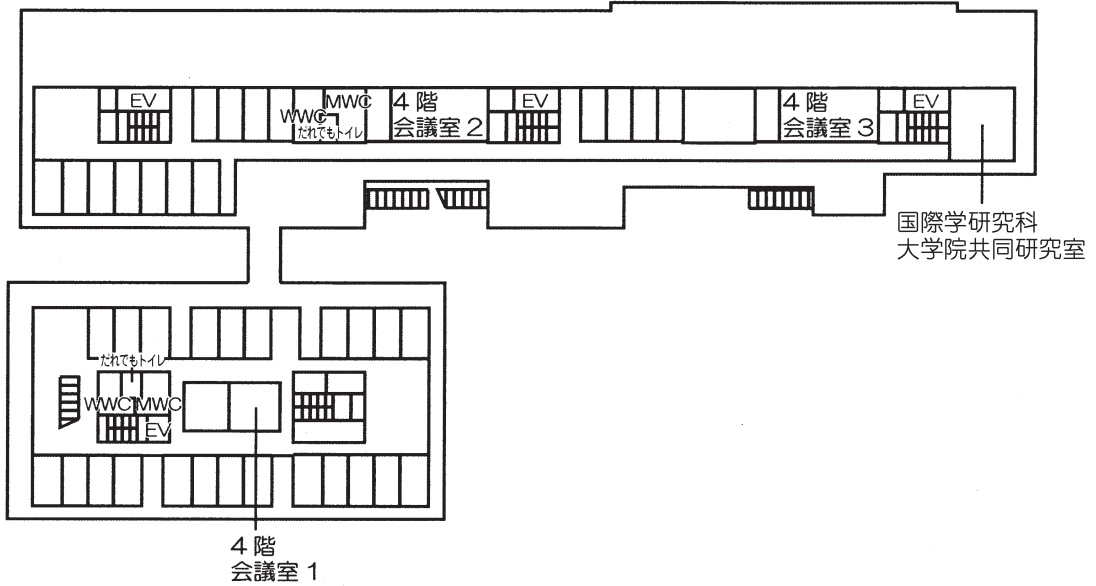 EV
WWC
MWC
だれでもトイレ
4階
会議室2
EV
4階
会議室3
EV
国際学研究科
大学院共同研究室
だれでもトイレ
WWC
MWC
EV
4階
会議室1